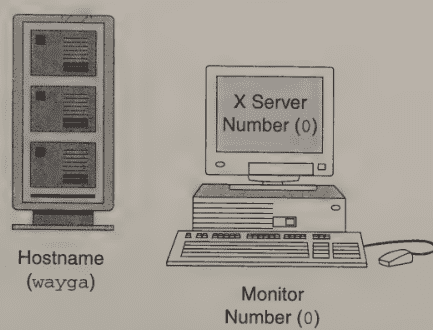 Hostname
(wayga)
X Server
Number (0)
Monitor
Number (0)